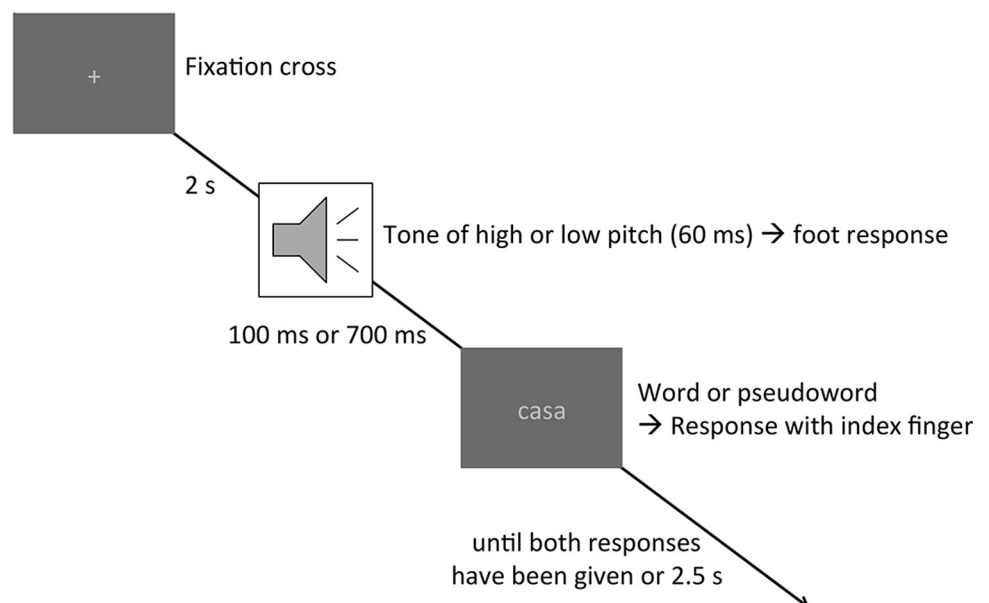 +
Fixation cross
2 s
Tone of high or low pitch (60 ms) → foot response
100 ms or 700 ms
casa
Word or pseudoword
→ Response with index finger
until both responses
have been given or 2.5 s